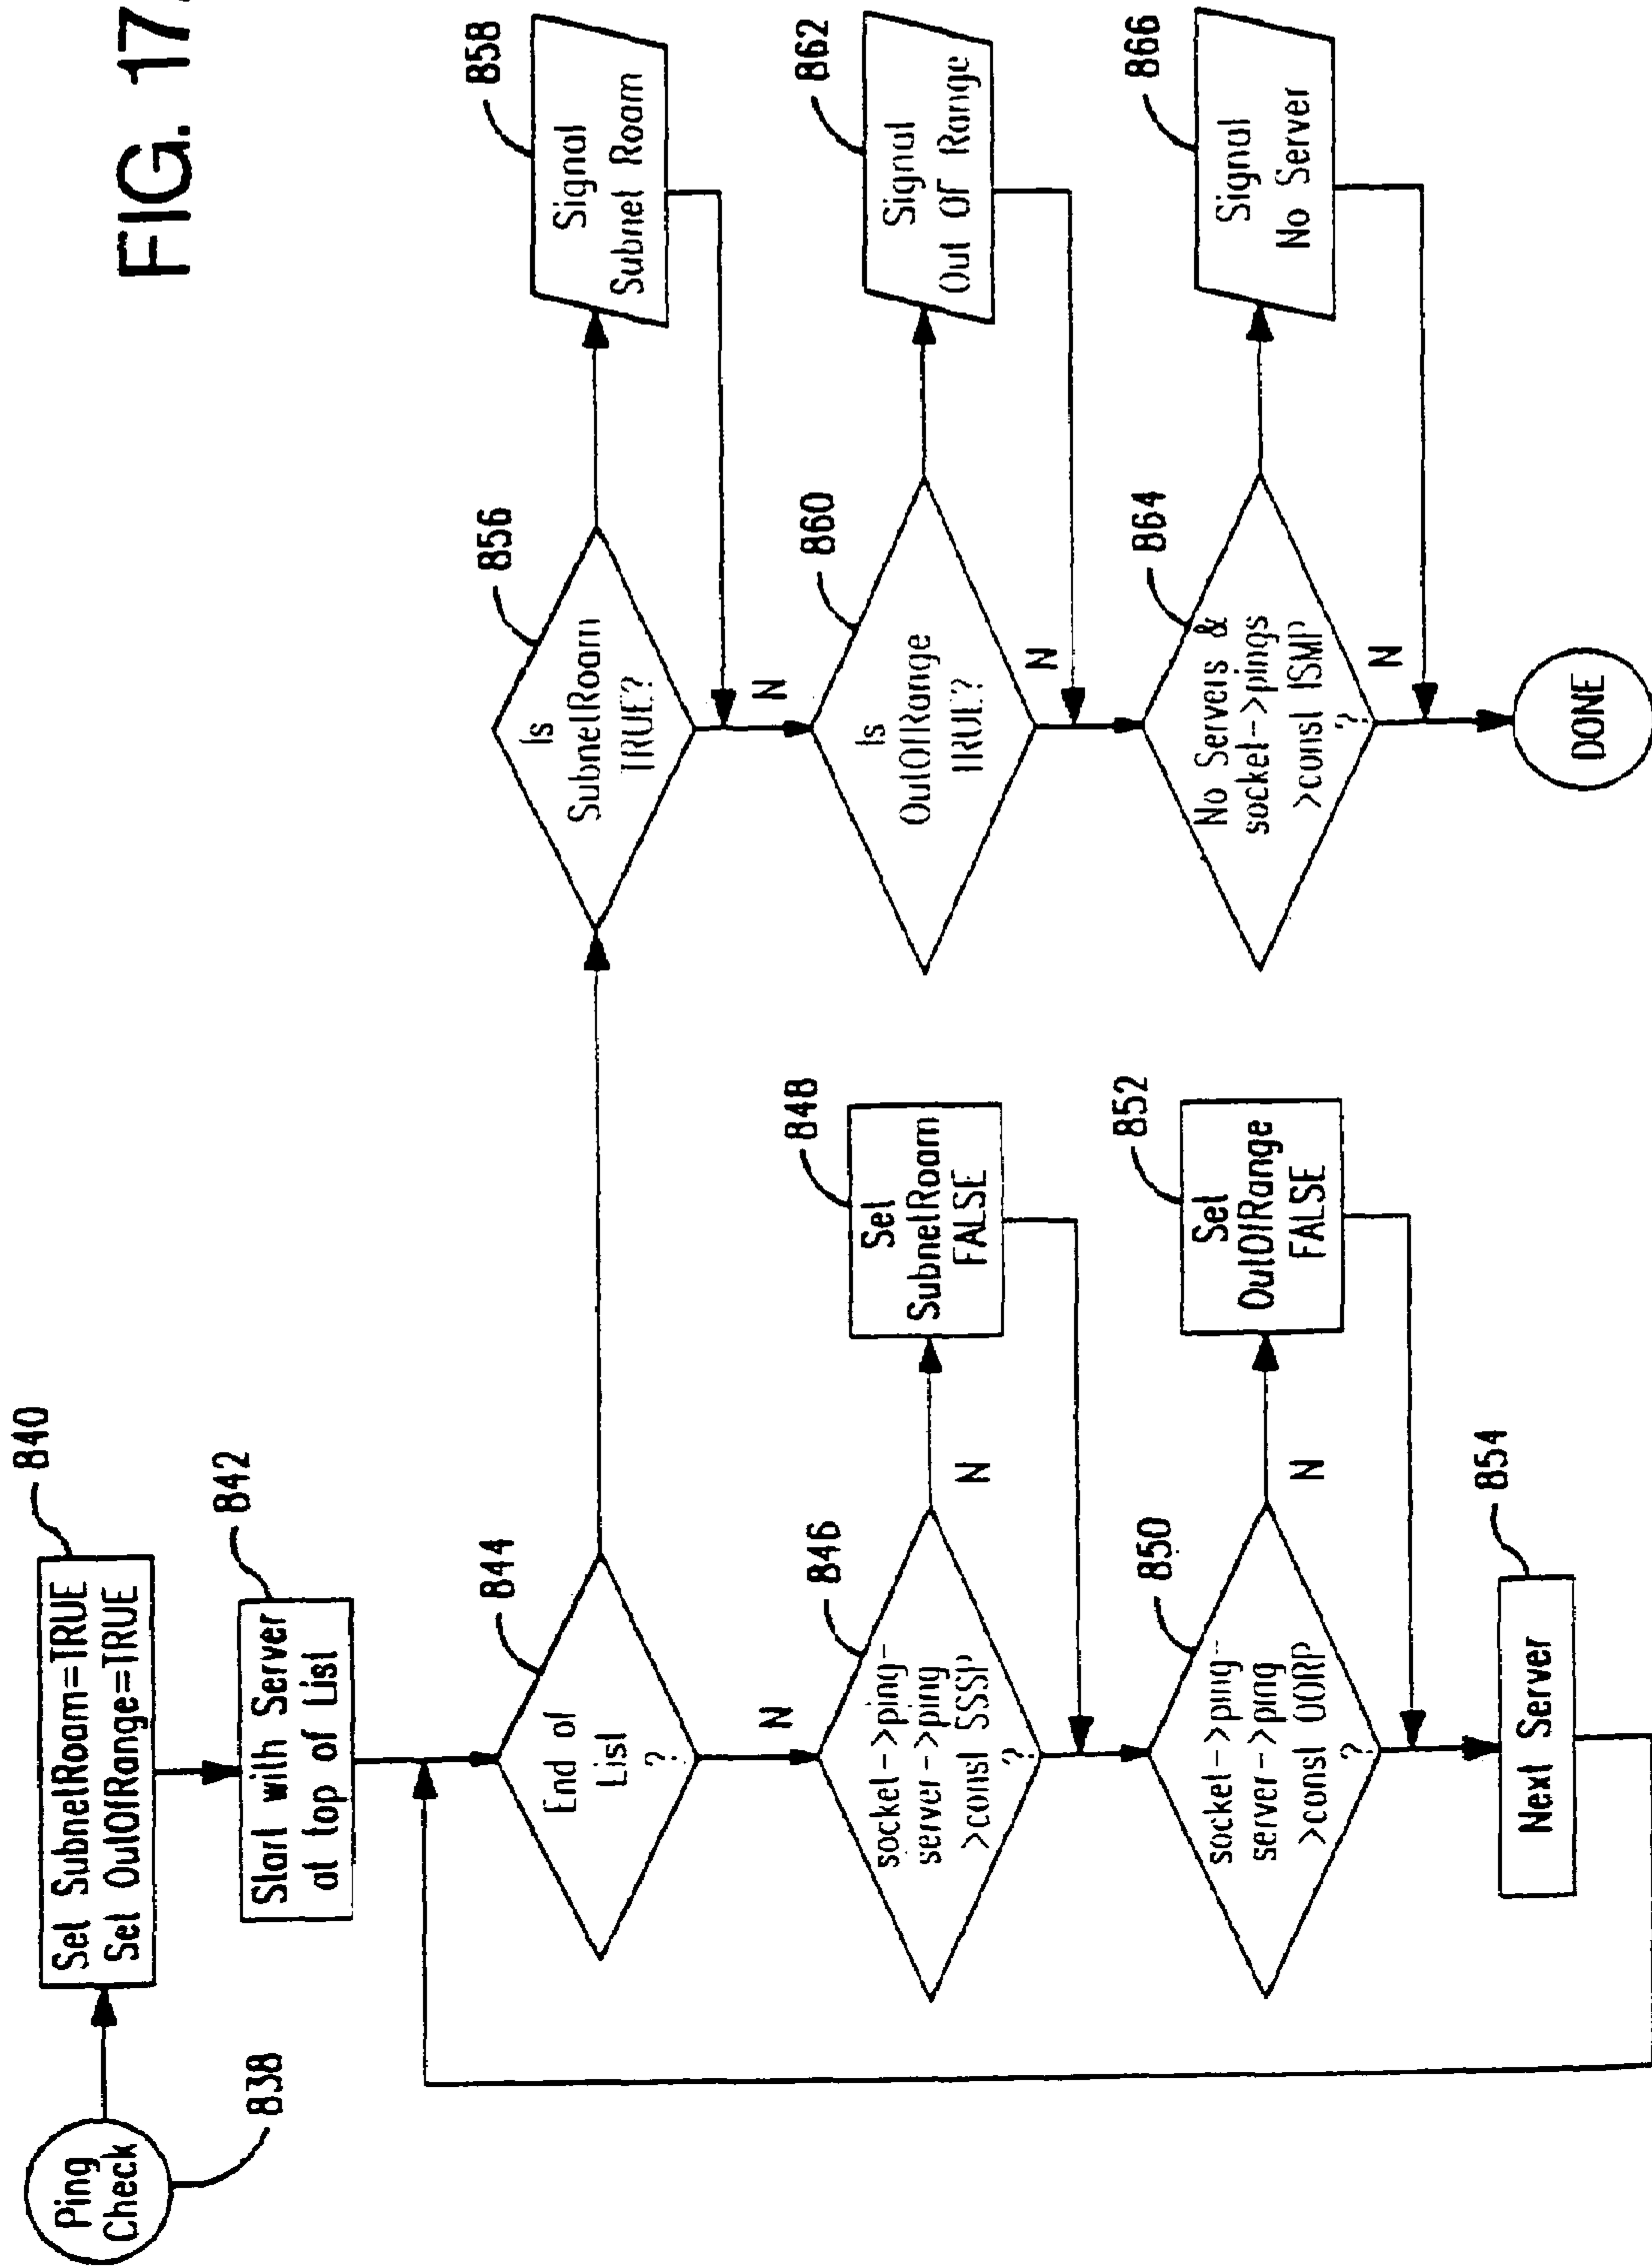 FIG. 17
Ping
Check
838
Set SubnetRoam=TRUE
Set OutOfRange=TRUE
840
Start with Server
at top of List
842
End of
List
?
844
N
socket->ping-
server->ping
>const SSSP
?
846
N
Set
SubnetRoam
FALSE
848
socket->ping-
server->ping
>const OORP
?
850
N
Set
OutOfRange
FALSE
852
Next Server
854
Is
SubnetRoam
TRUE?
856
N
Signal
Subnet Roam
858
Is
OutOfRange
TRUE?
860
N
Signal
Out Of Range
862
No Servers &
socket->pings
>const ISMP
?
864
N
Signal
No Server
866
DONE